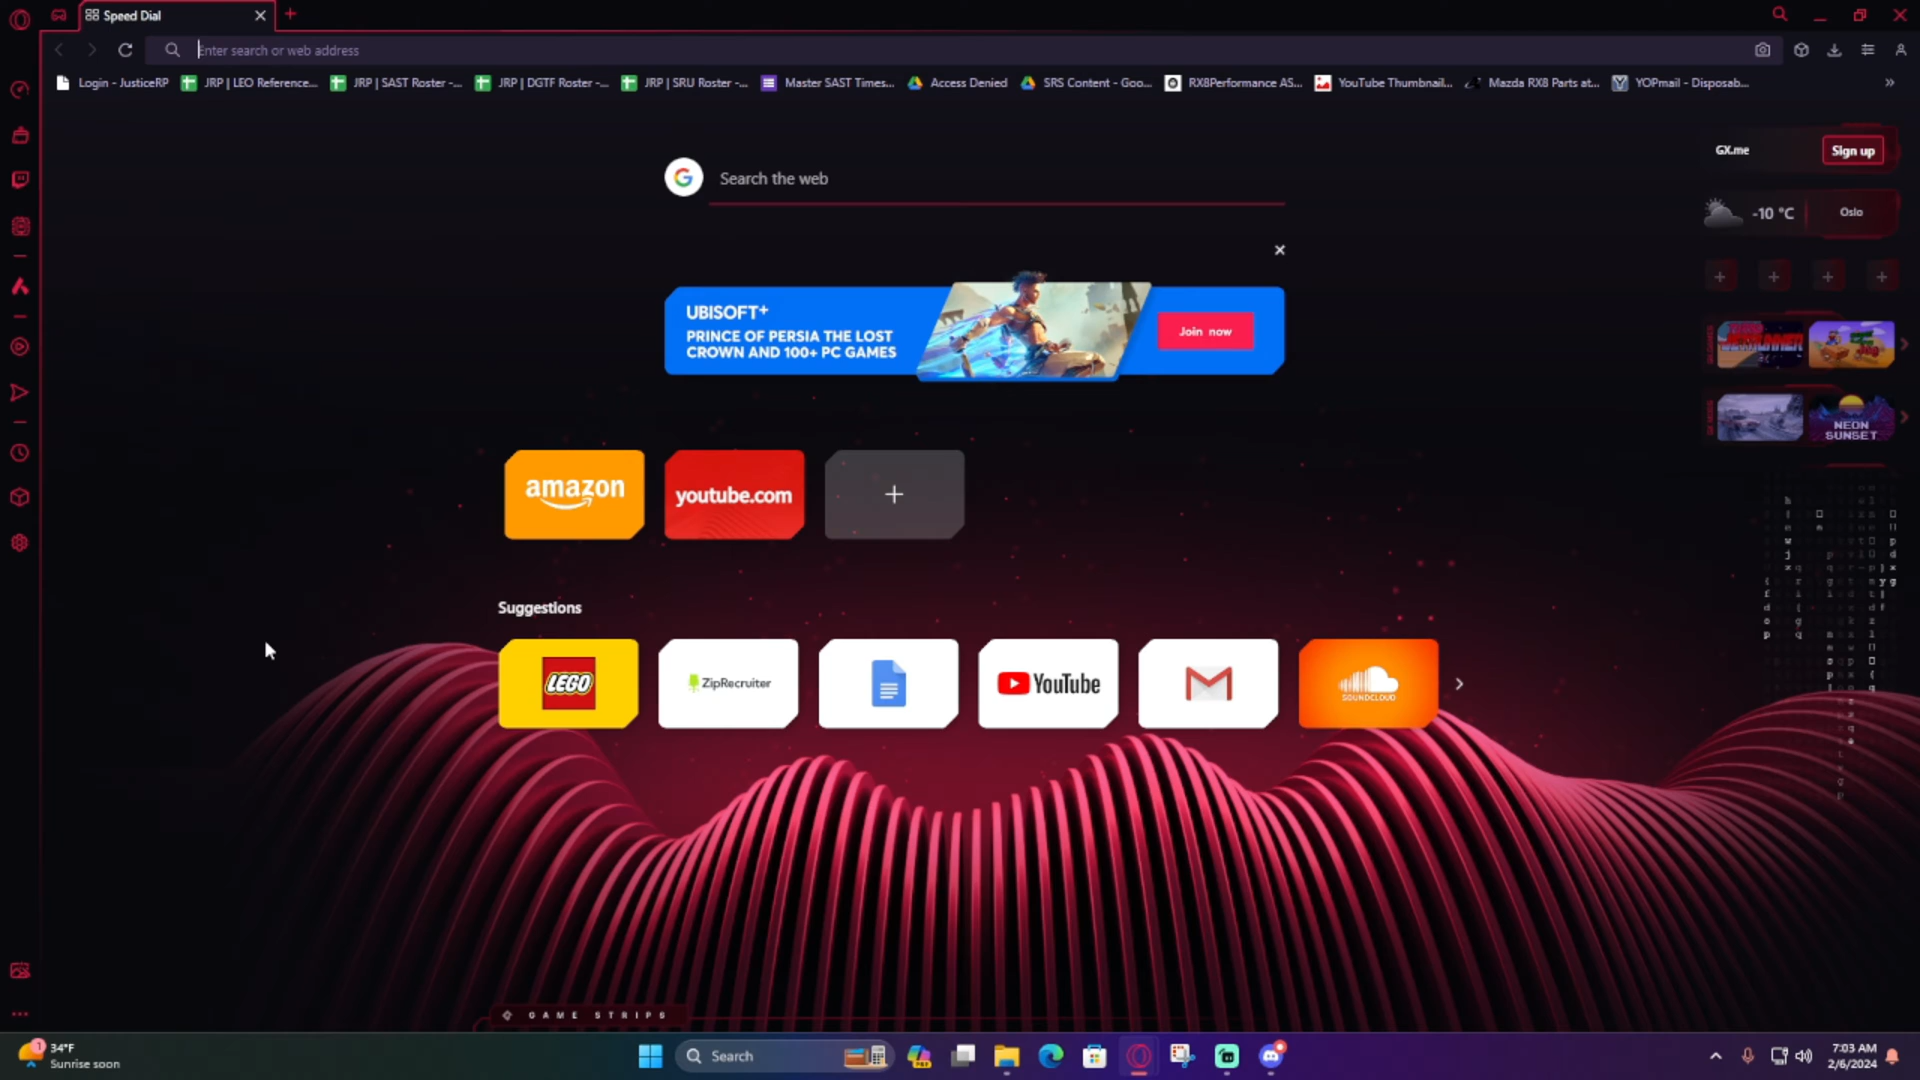 Speed Dial
Enter search or web address
Login - JusticeRP
JRP | LEO Reference...
JRP | SAST Roster -...
JRP | DGTF Roster -...
JRP | SRU Roster -...
Master SAST Times...
Access Denied
SRS Content - Goo...
RX8Performance AS...
YouTube Thumbnail...
Mazda RX8 Parts at...
YOPmail - Disposab...
GX.me
Sign up
Search the web
-10 °C
Oslo
UBISOFT+
PRINCE OF PERSIA THE LOST
CROWN AND 100+ PC GAMES
Join now
NEON
SUNSET
amazon
youtube.com
Suggestions
LEGO
ZipRecruiter
YouTube
SOUNDCLOUD
GAME STRIPS
34°F
Sunrise soon
1
Search
7:03 AM
2/6/2024